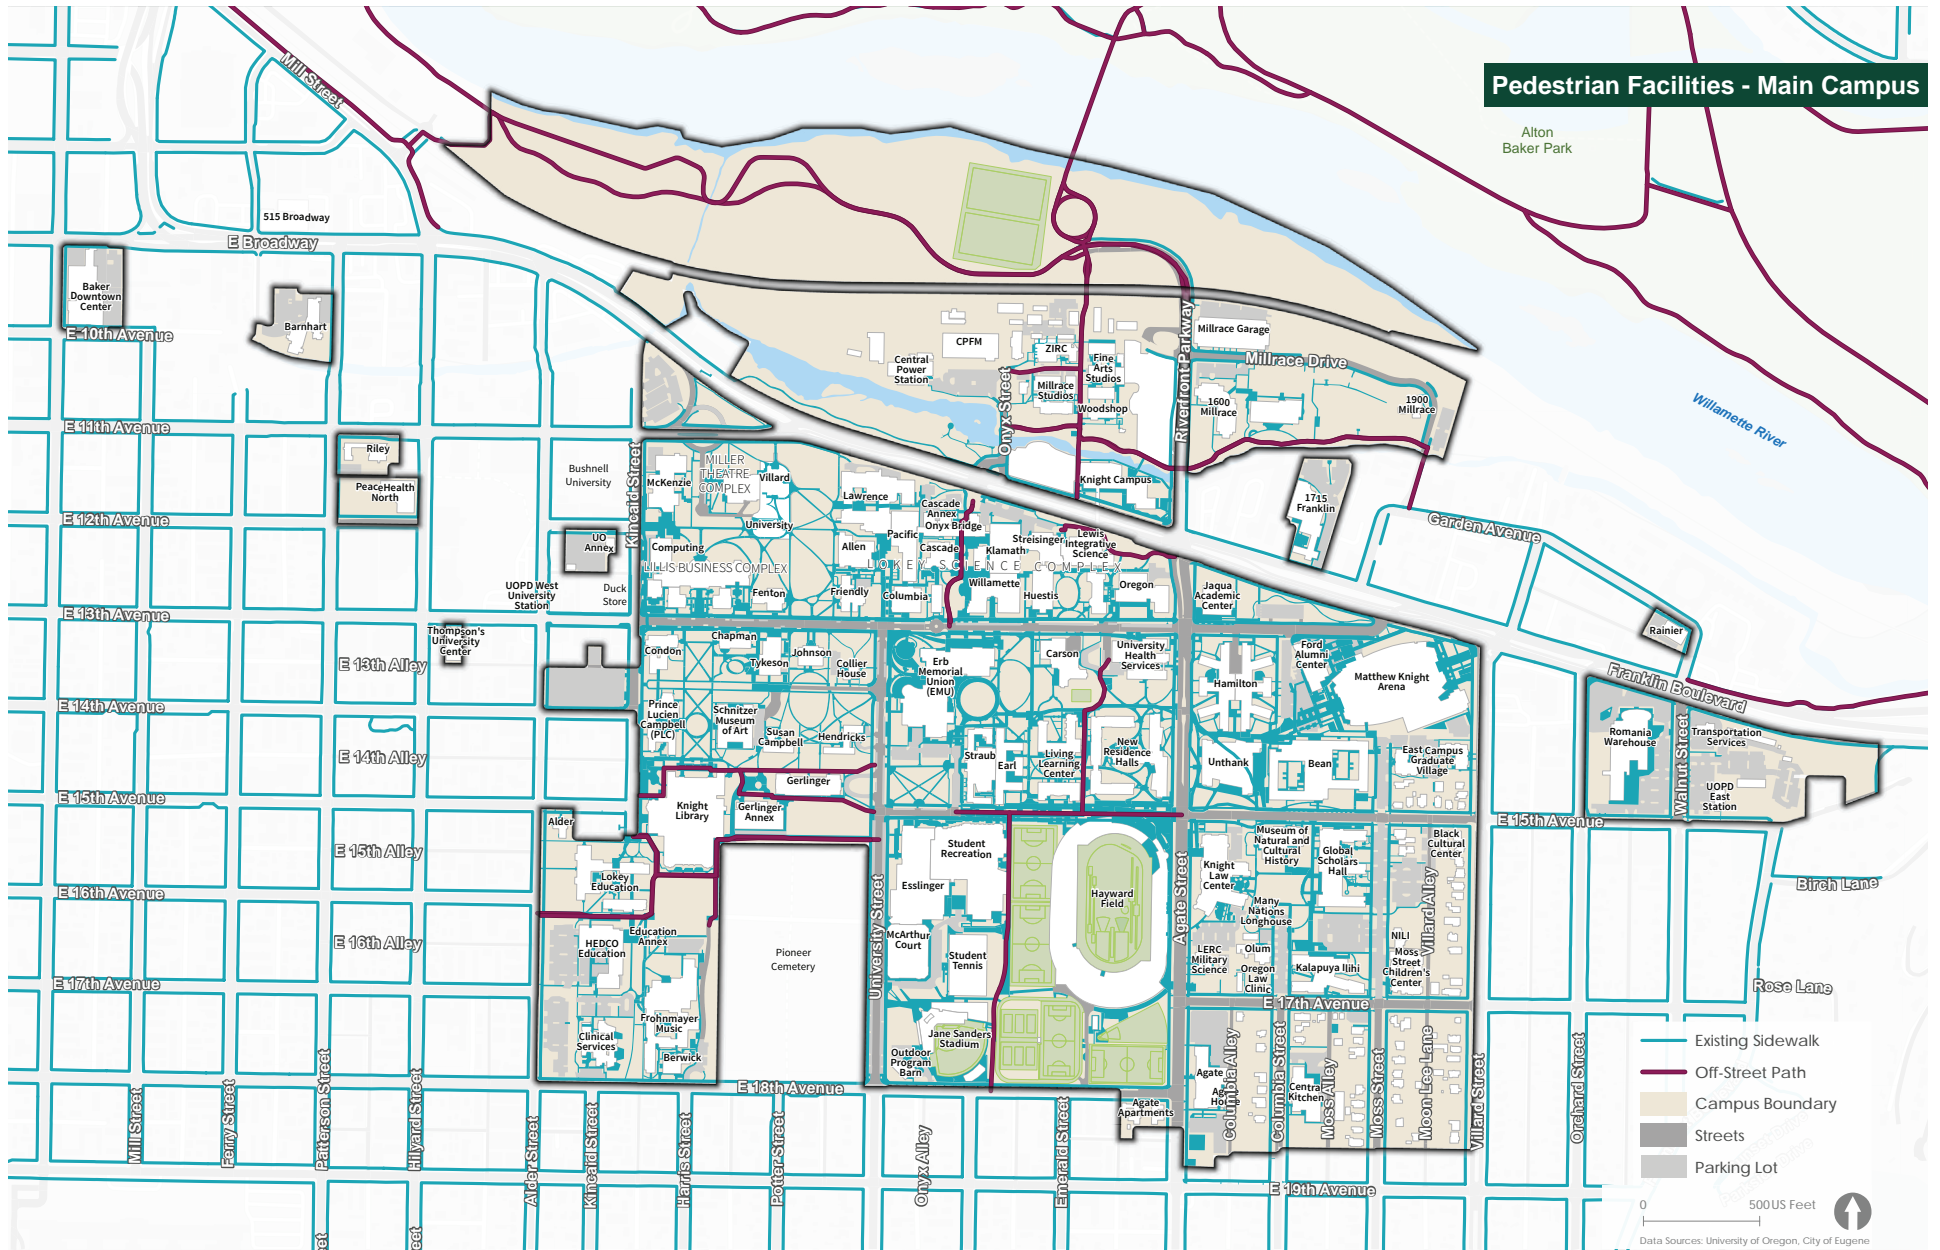 Pedestrian Facilities - Main Campus
Alton
Baker Park
Mill Street
515 Broadway
E Broadway
Baker
Downtown
Center
Barnhart
E 10th Avenue
Millrace Garage
Riverfront Parkway
Millrace Drive
CPFM
ZIRC
Central
Power
Station
Fine
Arts
Studios
Millrace
Studios
Woodshop
Onyx Street
1600
Millrace
1900
Millrace
Willamette River
E 11th Avenue
Riley
PeaceHealth
North
Bushnell
University
Kincaid Street
MILLER
THEATRE
COMPLEX
McKenzie
Villard
Lawrence
Knight Campus
1715
Franklin
Garden Avenue
E 12th Avenue
UO
Annex
University
Cascade
Annex
Onyx Bridge
Pacific
Streisinger
Lewis
Integrative
Science
Computing
Allen
Cascade
Klamath
LILLIS BUSINESS COMPLEX
LOKEY SCIENCE COMPLEX
UOPD West
University
Station
Duck
Store
Fenton
Friendly
Columbia
Willamette
Huestis
Oregon
Jaqua
Academic
Center
E 13th Avenue
Thompson's
University
Center
E 13th Alley
Condon
Chapman
Tykeson
Johnson
Collier
House
Erb
Memorial
Union
(EMU)
Carson
University
Health
Services
Hamilton
Ford
Alumni
Center
Matthew Knight
Arena
Rainier
Franklin Boulevard
E 14th Avenue
Prince
Lucien
Campbell
(PLC)
Schnitzer
Museum
of Art
Susan
Campbell
Hendricks
Straub
Earl
Living
Learning
Center
New
Residence
Halls
Unthank
Bean
East Campus
Graduate
Village
Romania
Warehouse
Walnut Street
Transportation
Services
UOPD
East
Station
E 14th Alley
E 15th Avenue
Gerlinger
Gerlinger
Annex
Knight
Library
Alder
E 15th Avenue
E 15th Alley
Student
Recreation
Esslinger
Hayward
Field
Agate Street
Museum of
Natural and
Cultural
History
Knight
Law
Center
Global
Scholars
Hall
Black
Cultural
Center
Villard Alley
Birch Lane
Lokey
Education
E 16th Avenue
University Street
Many
Nations
Longhouse
E 16th Alley
Education
Annex
HEDCO
Education
Pioneer
Cemetery
McArthur
Court
Student
Tennis
LERC
Military
Science
Olum
Oregon
Law
Clinic
Kalapuya Ilihi
NILI
Moss
Street
Children's
Center
E 17th Avenue
Rose Lane
E 17th Avenue
Frohnmayer
Music
Clinical
Services
Berwick
Jane Sanders
Stadium
Outdoor
Program
Barn
Agate
Central
Kitchen
E 18th Avenue
Agate
Apartments
Mill Street
Ferry Street
Patterson Street
Hilyard Street
Alder Street
Kincaid Street
Harris Street
Potter Street
Onyx Alley
Emerald Street
Columbia Alley
Columbia Street
Moss Alley
Moss Street
Moon Lee Lane
Villard Street
Orchard Street
E 19th Avenue
Existing Sidewalk
Off-Street Path
Campus Boundary
Streets
Parking Lot
0 500 US Feet
Data Sources: University of Oregon, City of Eugene